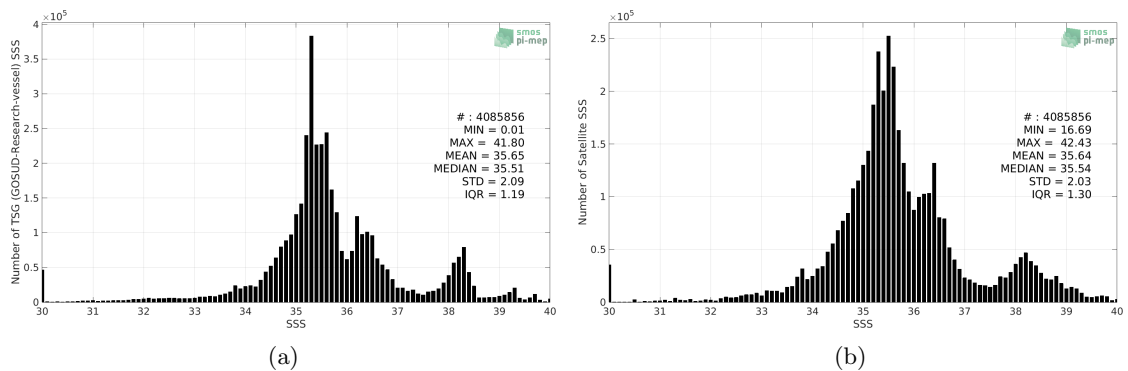 ×10⁵
4
3.5
3
2.5
2
1.5
1
0.5
0
Number of TSG (GOSUD-Research-vessel) SSS
30 31 32 33 34 35 36 37 38 39 40
SSS
smos
pi-mep
# : 4085856
MIN = 0.01
MAX = 41.80
MEAN = 35.65
MEDIAN = 35.51
STD = 2.09
IQR = 1.19
(a)
×10⁵
2.5
2
1.5
1
0.5
0
Number of Satellite SSS
30 31 32 33 34 35 36 37 38 39 40
SSS
smos
pi-mep
# : 4085856
MIN = 16.69
MAX = 42.43
MEAN = 35.64
MEDIAN = 35.54
STD = 2.03
IQR = 1.30
(b)